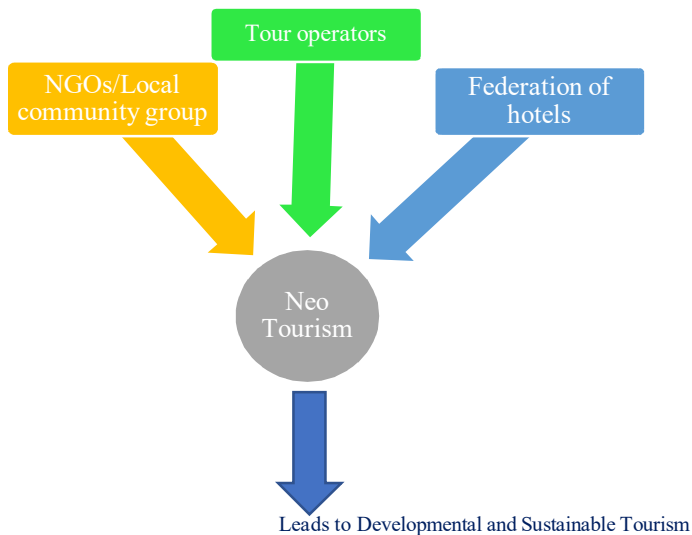 Tour operators
NGOs/Local
community group
Federation of
hotels
Neo
Tourism
Leads to Developmental and Sustainable Tourism